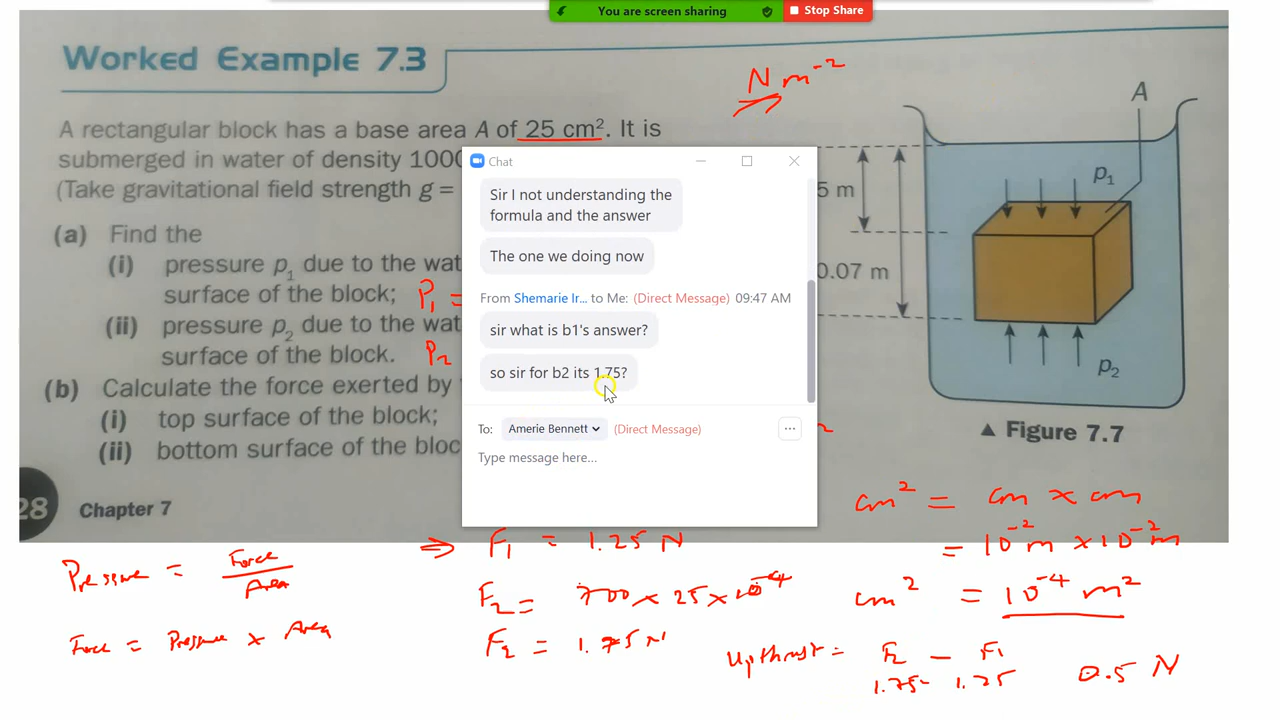 You are screen sharing
Stop Share
Worked Example 7.3
N m⁻²
A rectangular block has a base area A of 25 cm². It is
submerged in water of density 1000
(Take gravitational field strength g =
(a) Find the
(i) pressure p₁ due to the wat
surface of the block; P₁ =
(ii) pressure p₂ due to the wat
surface of the block. P₂
(b) Calculate the force exerted by
(i) top surface of the block;
(ii) bottom surface of the bloc
28 Chapter 7
Chat
Sir I not understanding the
formula and the answer
The one we doing now
From Shemarie Ir... to Me: (Direct Message) 09:47 AM
sir what is b1's answer?
so sir for b2 its 1.75?
To: Amerie Bennett (Direct Message)
Type message here...
A
5 m
p₁
0.07 m
p₂
▲ Figure 7.7
Pressure = Force
Area
Force = Pressure × Area
⇒ F₁ = 1.25 N
F₂ = 700 × 25 × 10⁻⁴
F₂ = 1.75 N
cm² = cm × cm
= 10⁻² m × 10⁻² m
cm² = 10⁻⁴ m²
Upthrust = F₂ – F₁
1.75 - 1.25 0.5 N